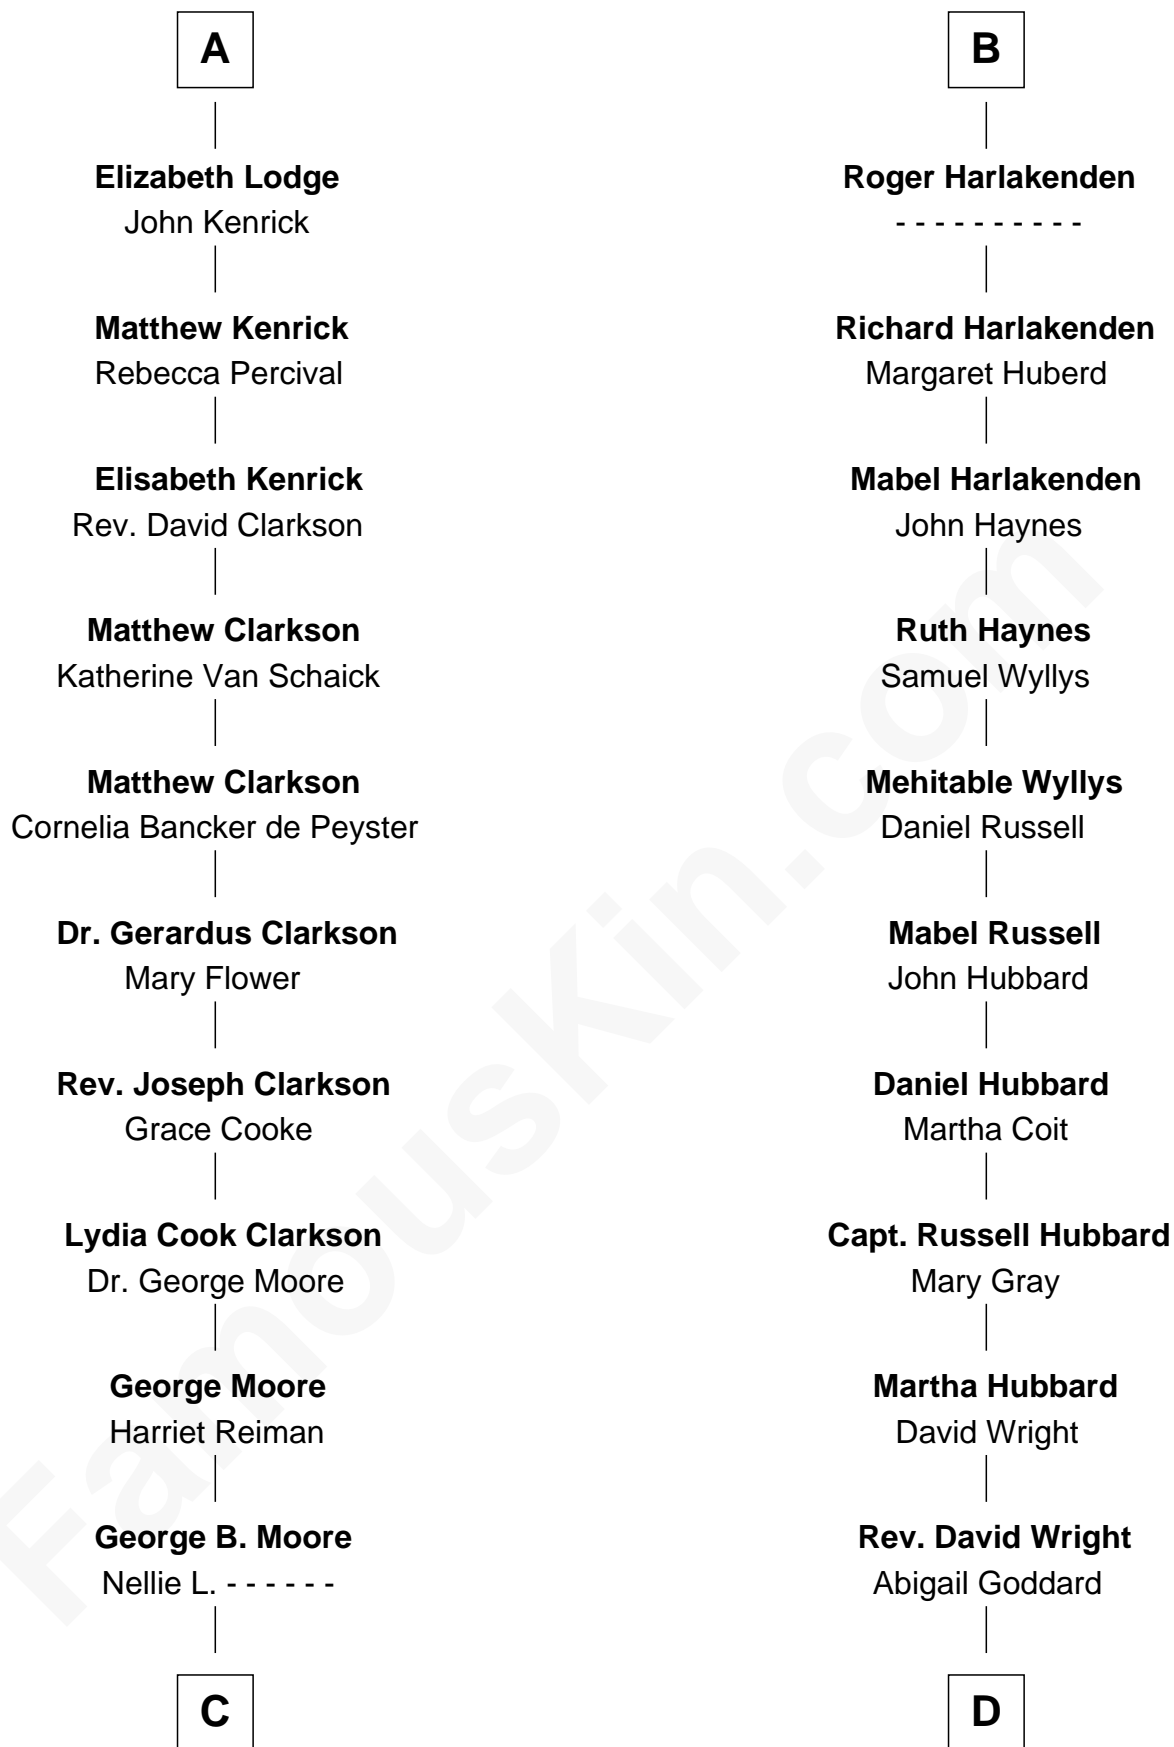 A
Elizabeth Lodge
John Kenrick
Matthew Kenrick
Rebecca Percival
Elisabeth Kenrick
Rev. David Clarkson
Matthew Clarkson
Katherine Van Schaick
Matthew Clarkson
Cornelia Bancker de Peyster
Dr. Gerardus Clarkson
Mary Flower
Rev. Joseph Clarkson
Grace Cooke
Lydia Cook Clarkson
Dr. George Moore
George Moore
Harriet Reiman
George B. Moore
Nellie L. - - - - - -
C
B
Roger Harlakenden
- - - - - - - - - -
Richard Harlakenden
Margaret Huberd
Mabel Harlakenden
John Haynes
Ruth Haynes
Samuel Wyllys
Mehitable Wyllys
Daniel Russell
Mabel Russell
John Hubbard
Daniel Hubbard
Martha Coit
Capt. Russell Hubbard
Mary Gray
Martha Hubbard
David Wright
Rev. David Wright
Abigail Goddard
D
FamousKin.com